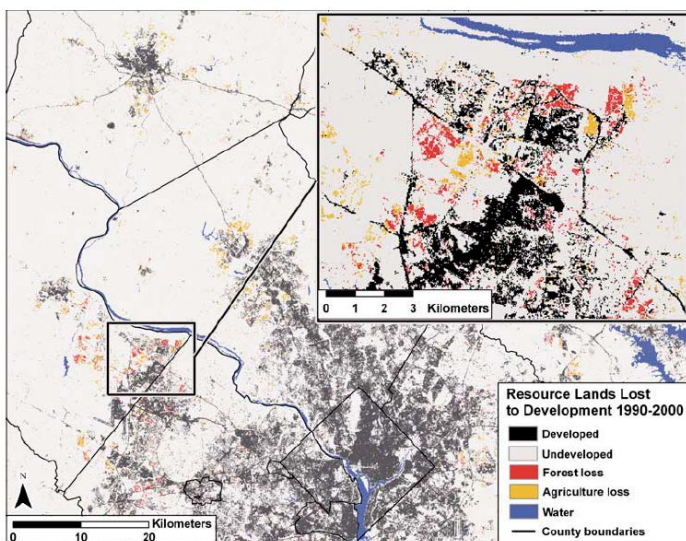 0 1 2 3 Kilometers
Resource Lands Lost
to Development 1990-2000
Developed
Undeveloped
Forest loss
Agriculture loss
Water
County boundaries
N
Kilometers
0 10 20